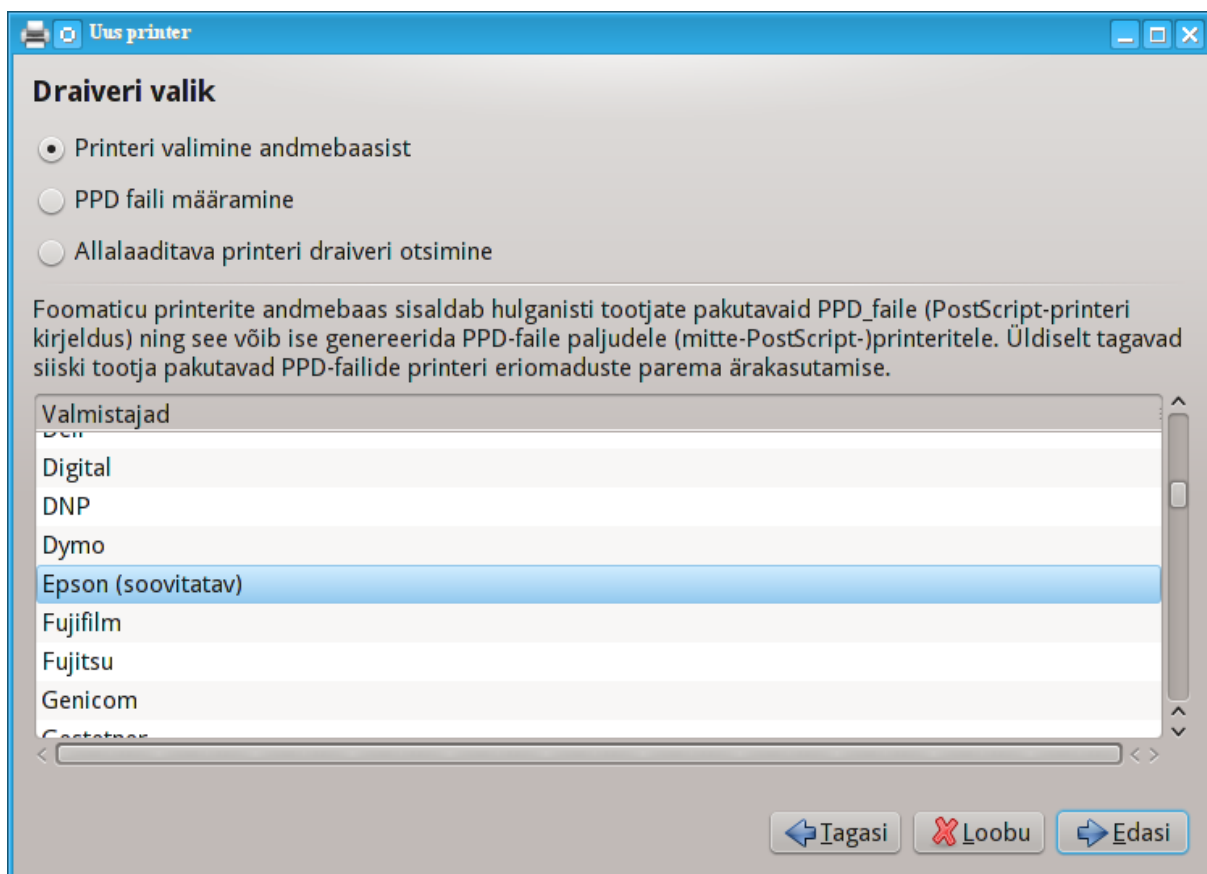 Uus printer
Draiveri valik
Printeri valimine andmebaasist
PPD faili määramine
Allalaaditava printeri draiveri otsimine
Foomaticu printerite andmebaas sisaldab hulganisti tootjate pakutavaid PPD_faile (PostScript-printeri
kirjeldus) ning see võib ise genereerida PPD-faile paljudele (mitte-PostScript-)printeritele. Üldiselt tagavad
siiski tootja pakutavad PPD-failide printeri eriomaduste parema ärakasutamise.
Valmistajad
Digital
DNP
Dymo
Epson (soovitatav)
Fujifilm
Fujitsu
Genicom
Tagasi
Loobu
Edasi